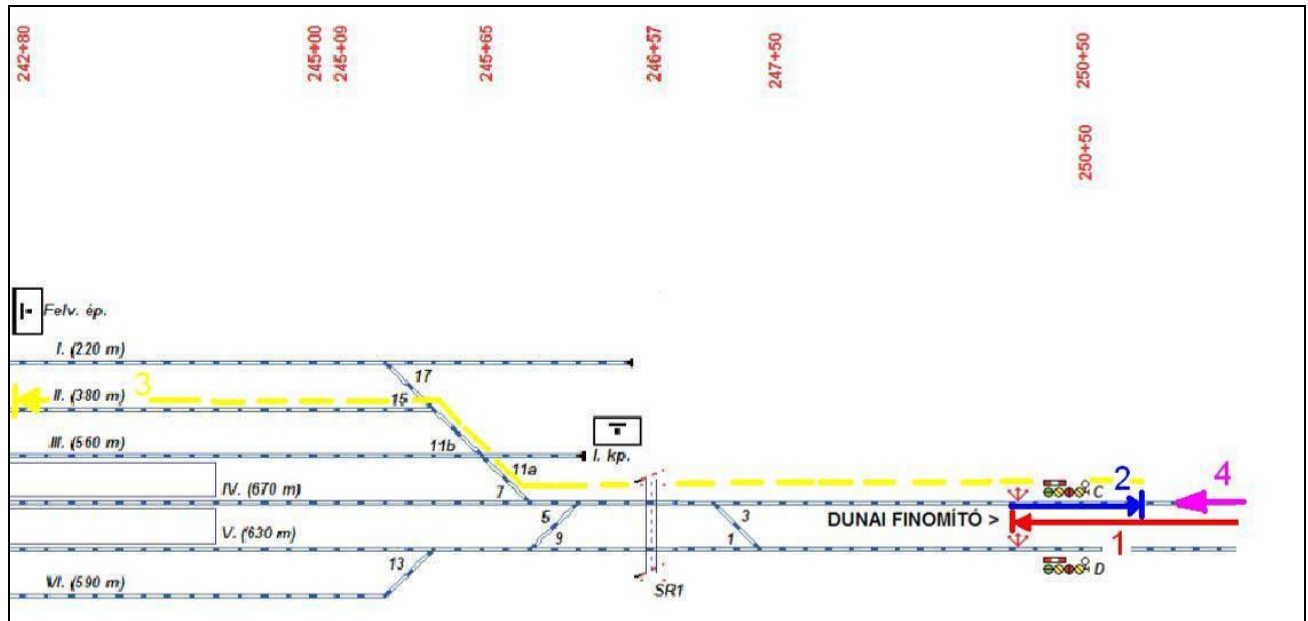 242+80
245+00
245+09
245+65
246+57
247+50
250+50
250+50
Felv. ép.
I. (220 m)
17
3
II. (380 m)
15
III. (560 m)
11b
11a
I. kp.
IV. (670 m)
7
C
2
4
5
3
DUNAI FINOMÍTÓ >
V. (630 m)
9
1
1
13
D
VI. (590 m)
SR1